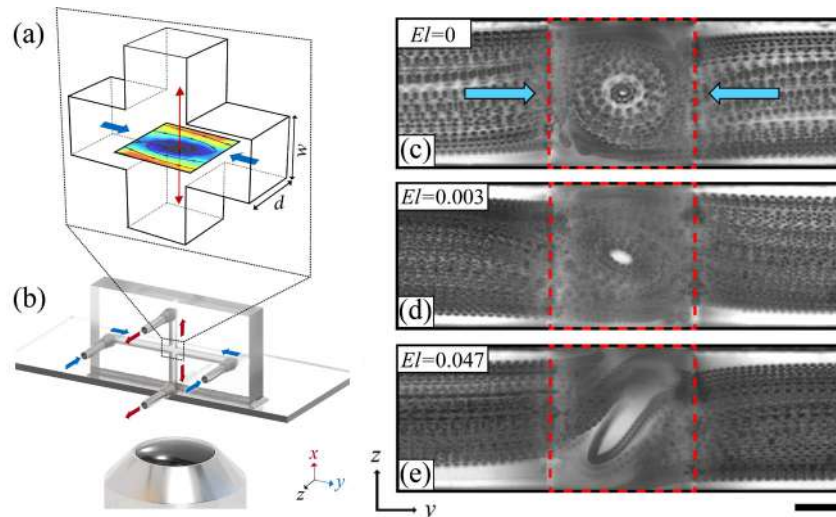 (a)
w
d
(b)
x
y
z
El=0
(c)
El=0.003
(d)
El=0.047
(e)
z
y